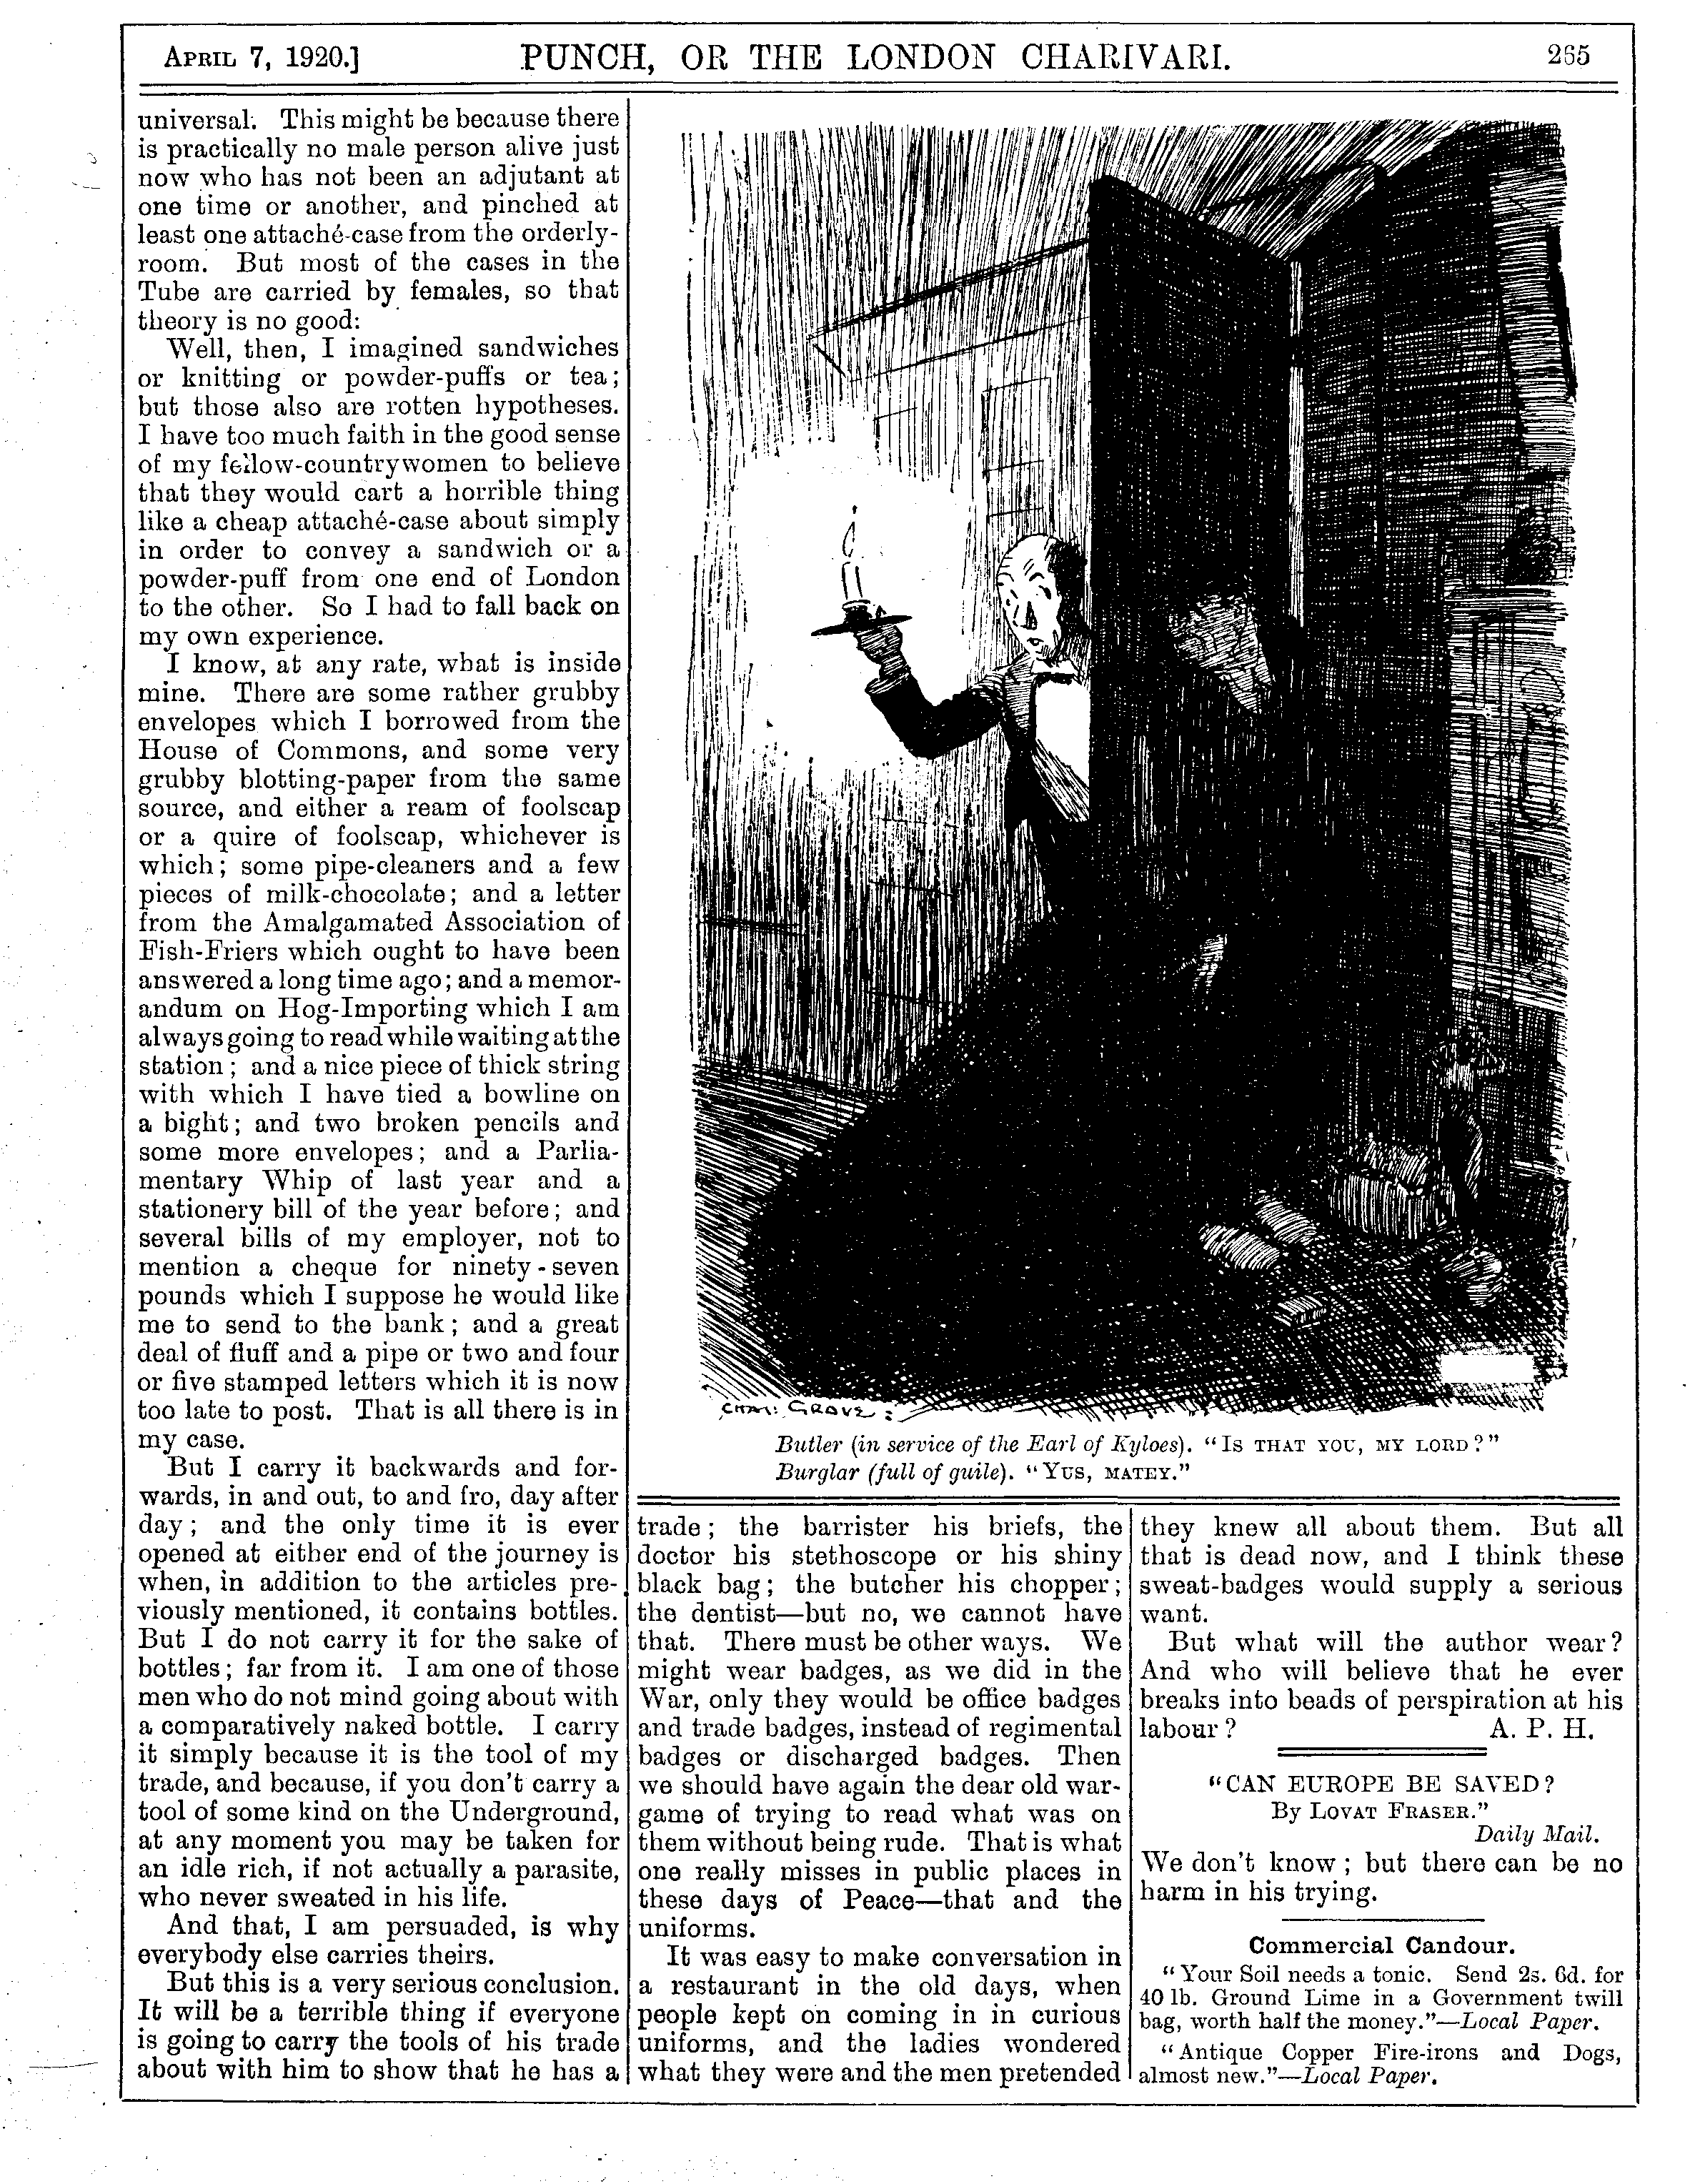 APRIL 7, 1920.] PUNCH, OR THE LONDON CHARIVARI. 265
universal. This might be because there
is practically no male person alive just
now who has not been an adjutant at
one time or another, and pinched at
least one attaché-case from the orderly-
room. But most of the cases in the
Tube are carried by females, so that
theory is no good:
Well, then, I imagined sandwiches
or knitting or powder-puffs or tea;
but those also are rotten hypotheses.
I have too much faith in the good sense
of my fellow-countrywomen to believe
that they would cart a horrible thing
like a cheap attaché-case about simply
in order to convey a sandwich or a
powder-puff from one end of London
to the other. So I had to fall back on
my own experience.
I know, at any rate, what is inside
mine. There are some rather grubby
envelopes which I borrowed from the
House of Commons, and some very
grubby blotting-paper from the same
source, and either a ream of foolscap
or a quire of foolscap, whichever is
which; some pipe-cleaners and a few
pieces of milk-chocolate; and a letter
from the Amalgamated Association of
Fish-Friers which ought to have been
answered a long time ago; and a memor-
andum on Hog-Importing which I am
always going to read while waiting at the
station; and a nice piece of thick string
with which I have tied a bowline on
a bight; and two broken pencils and
some more envelopes; and a Parlia-
mentary Whip of last year and a
stationery bill of the year before; and
several bills of my employer, not to
mention a cheque for ninety-seven
pounds which I suppose he would like
me to send to the bank; and a great
deal of fluff and a pipe or two and four
or five stamped letters which it is now
too late to post. That is all there is in
my case.
But I carry it backwards and for-
wards, in and out, to and fro, day after
day; and the only time it is ever
opened at either end of the journey is
when, in addition to the articles pre-
viously mentioned, it contains bottles.
But I do not carry it for the sake of
bottles; far from it. I am one of those
men who do not mind going about with
a comparatively naked bottle. I carry
it simply because it is the tool of my
trade, and because, if you don't carry a
tool of some kind on the Underground,
at any moment you may be taken for
an idle rich, if not actually a parasite,
who never sweated in his life.
And that, I am persuaded, is why
everybody else carries theirs.
But this is a very serious conclusion.
It will be a terrible thing if everyone
is going to carry the tools of his trade
about with him to show that he has a
CHAS. GRAVE:
Butler (in service of the Earl of Kyloes). "IS THAT YOU, MY LORD?"
Burglar (full of guile). "YUS, MATEY."
trade; the barrister his briefs, the
doctor his stethoscope or his shiny
black bag; the butcher his chopper;
the dentist—but no, we cannot have
that. There must be other ways. We
might wear badges, as we did in the
War, only they would be office badges
and trade badges, instead of regimental
badges or discharged badges. Then
we should have again the dear old war-
game of trying to read what was on
them without being rude. That is what
one really misses in public places in
these days of Peace—that and the
uniforms.
It was easy to make conversation in
a restaurant in the old days, when
people kept on coming in in curious
uniforms, and the ladies wondered
what they were and the men pretended
they knew all about them. But all
that is dead now, and I think these
sweat-badges would supply a serious
want.
But what will the author wear?
And who will believe that he ever
breaks into beads of perspiration at his
labour? A. P. H.
"CAN EUROPE BE SAVED?
BY LOVAT FRASER."
Daily Mail.
We don't know; but there can be no
harm in his trying.
Commercial Candour.
"Your Soil needs a tonic. Send 2s. 6d. for
40 lb. Ground Lime in a Government twill
bag, worth half the money."—Local Paper.
"Antique Copper Fire-irons and Dogs,
almost new."—Local Paper.